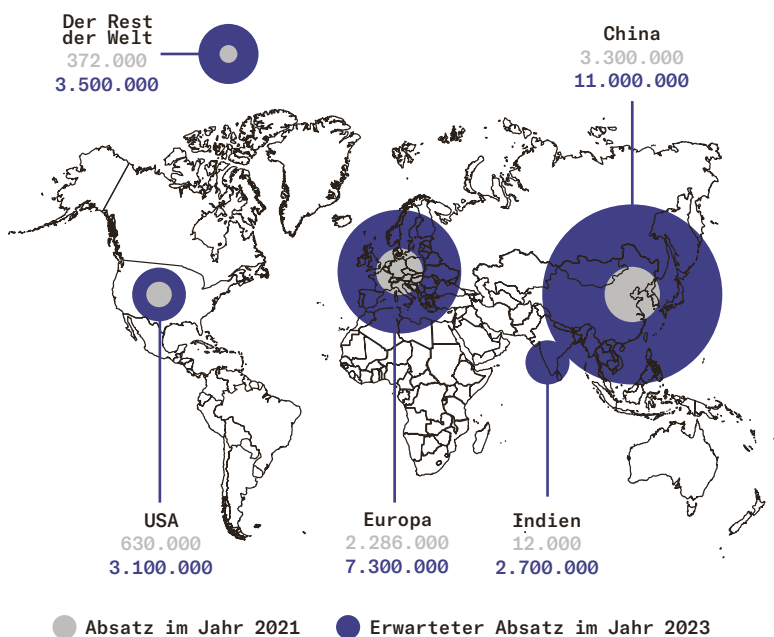 Der Rest
der Welt
372.000
3.500.000
China
3.300.000
11.000.000
USA
630.000
3.100.000
Europa
2.286.000
7.300.000
Indien
12.000
2.700.000
Absatz im Jahr 2021
Erwarteter Absatz im Jahr 2023